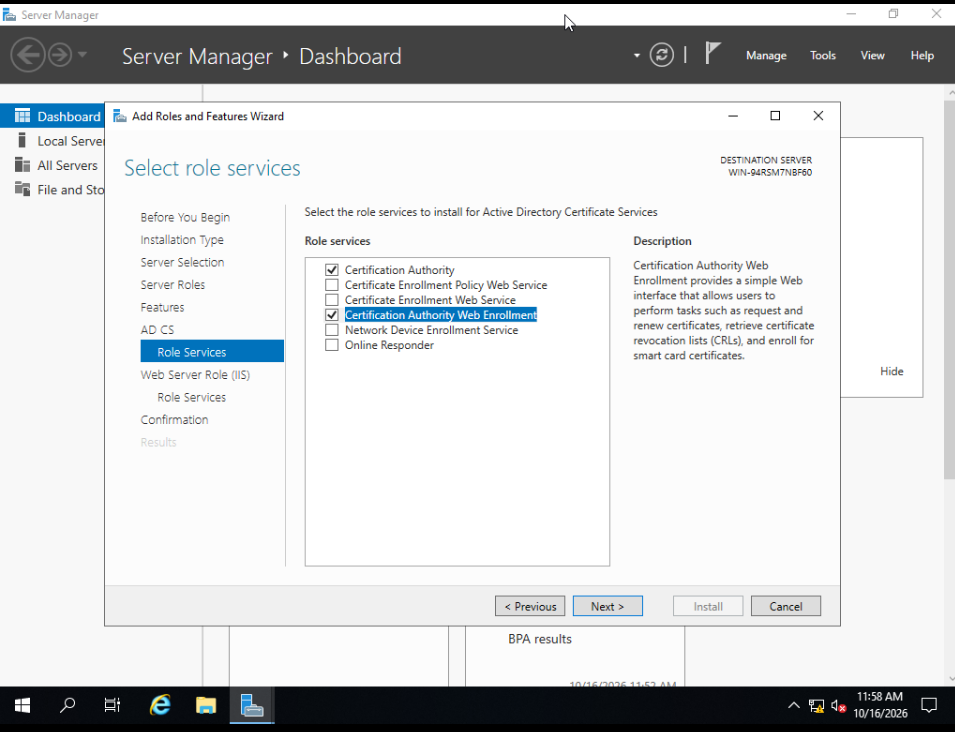 Server Manager
Server Manager ‣ Dashboard
Manage Tools View Help
Dashboard
Local Server
All Servers
File and Sto
Add Roles and Features Wizard
Select role services
DESTINATION SERVER
WIN-94RSM7NBF60
Before You Begin
Installation Type
Server Selection
Server Roles
Features
AD CS
Role Services
Web Server Role (IIS)
Role Services
Confirmation
Results
Select the role services to install for Active Directory Certificate Services
Role services
Certification Authority
Certificate Enrollment Policy Web Service
Certificate Enrollment Web Service
Certification Authority Web Enrollment
Network Device Enrollment Service
Online Responder
Description
Certification Authority Web
Enrollment provides a simple Web
interface that allows users to
perform tasks such as request and
renew certificates, retrieve certificate
revocation lists (CRLs), and enroll for
smart card certificates.
Hide
< Previous Next > Install Cancel
BPA results
10/16/2026 11:52 AM
11:58 AM
10/16/2026